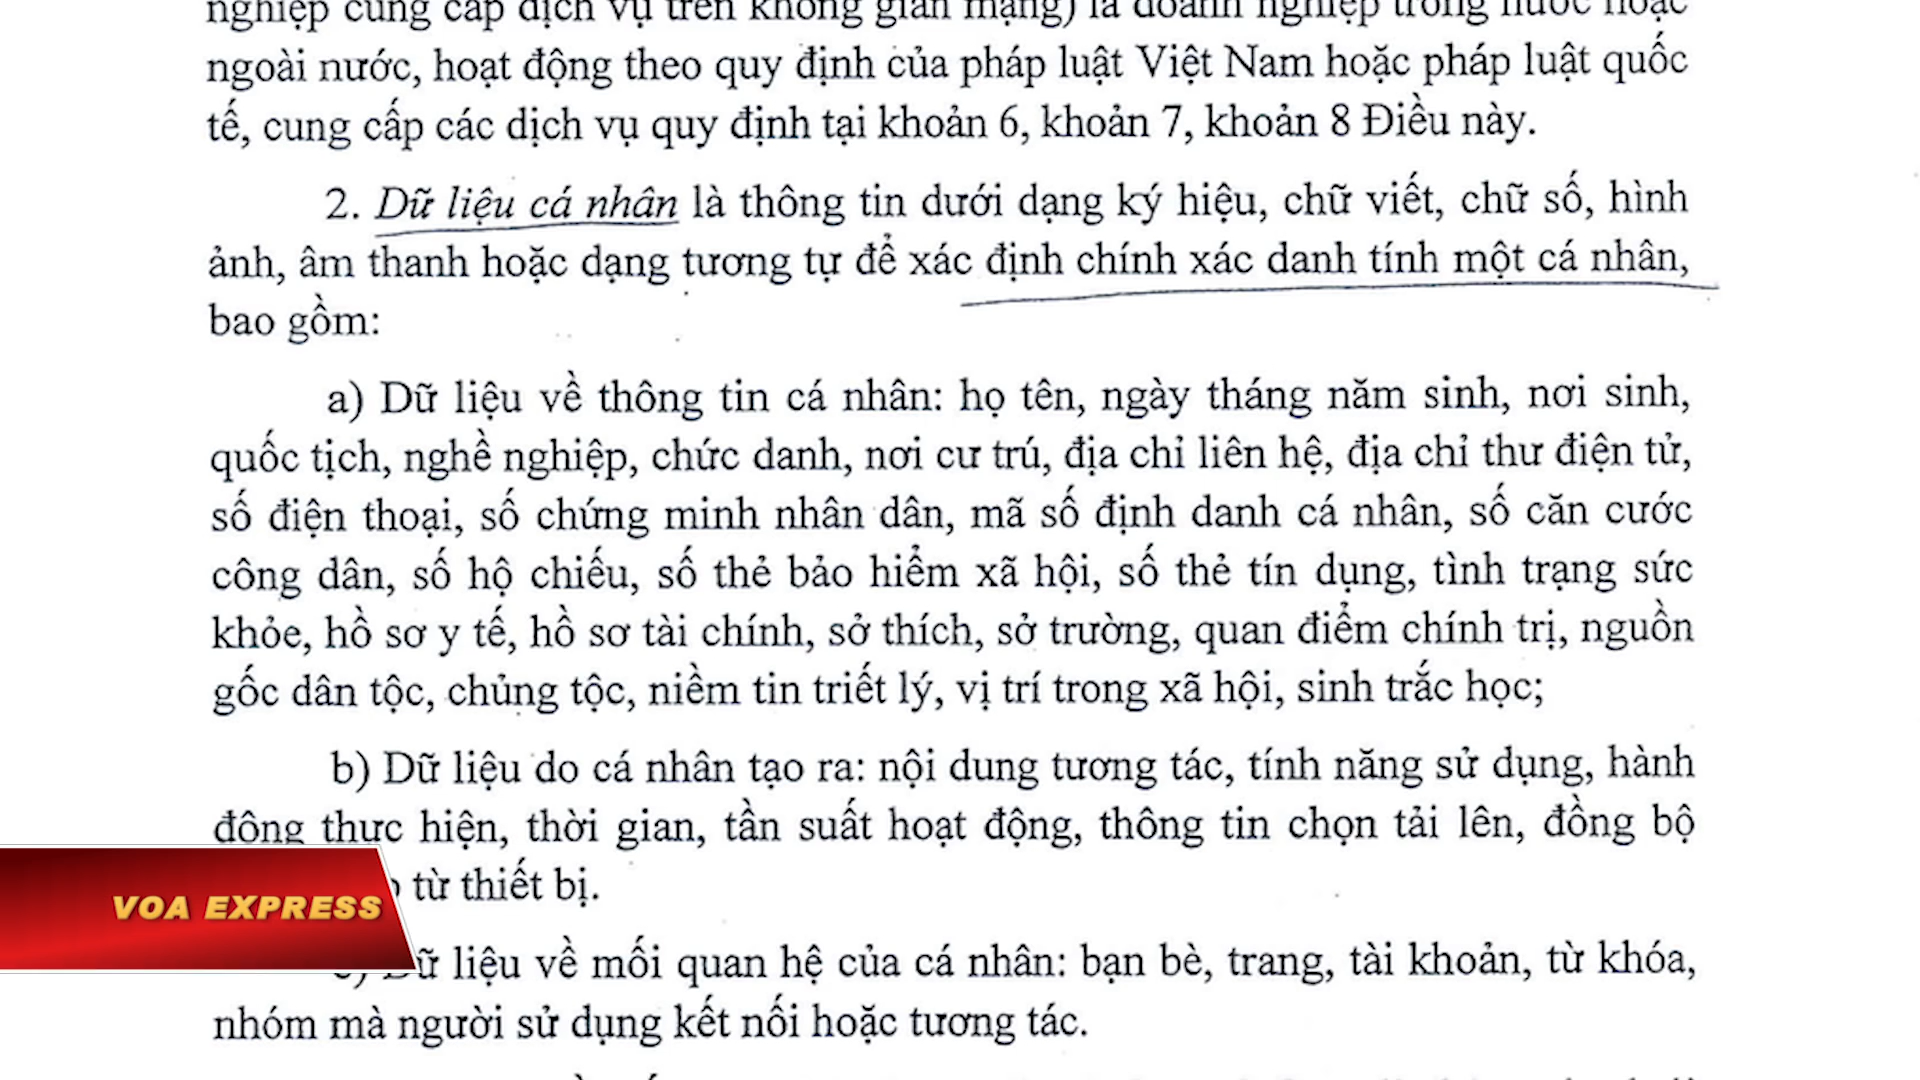 nghiệp cung cấp dịch vụ trên không gian mạng) là doanh nghiệp trong nước hoặc
ngoài nước, hoạt động theo quy định của pháp luật Việt Nam hoặc pháp luật quốc
tế, cung cấp các dịch vụ quy định tại khoản 6, khoản 7, khoản 8 Điều này.
2. Dữ liệu cá nhân là thông tin dưới dạng ký hiệu, chữ viết, chữ số, hình
ảnh, âm thanh hoặc dạng tương tự để xác định chính xác danh tính một cá nhân,
bao gồm:
a) Dữ liệu về thông tin cá nhân: họ tên, ngày tháng năm sinh, nơi sinh,
quốc tịch, nghề nghiệp, chức danh, nơi cư trú, địa chỉ liên hệ, địa chỉ thư điện tử,
số điện thoại, số chứng minh nhân dân, mã số định danh cá nhân, số căn cước
công dân, số hộ chiếu, số thẻ bảo hiểm xã hội, số thẻ tín dụng, tình trạng sức
khỏe, hồ sơ y tế, hồ sơ tài chính, sở thích, sở trường, quan điểm chính trị, nguồn
gốc dân tộc, chủng tộc, niềm tin triết lý, vị trí trong xã hội, sinh trắc học;
b) Dữ liệu do cá nhân tạo ra: nội dung tương tác, tính năng sử dụng, hành
động thực hiện, thời gian, tần suất hoạt động, thông tin chọn tải lên, đồng bộ
từ thiết bị.
VOA EXPRESS
c) Dữ liệu về mối quan hệ của cá nhân: bạn bè, trang, tài khoản, từ khóa,
nhóm mà người sử dụng kết nối hoặc tương tác.